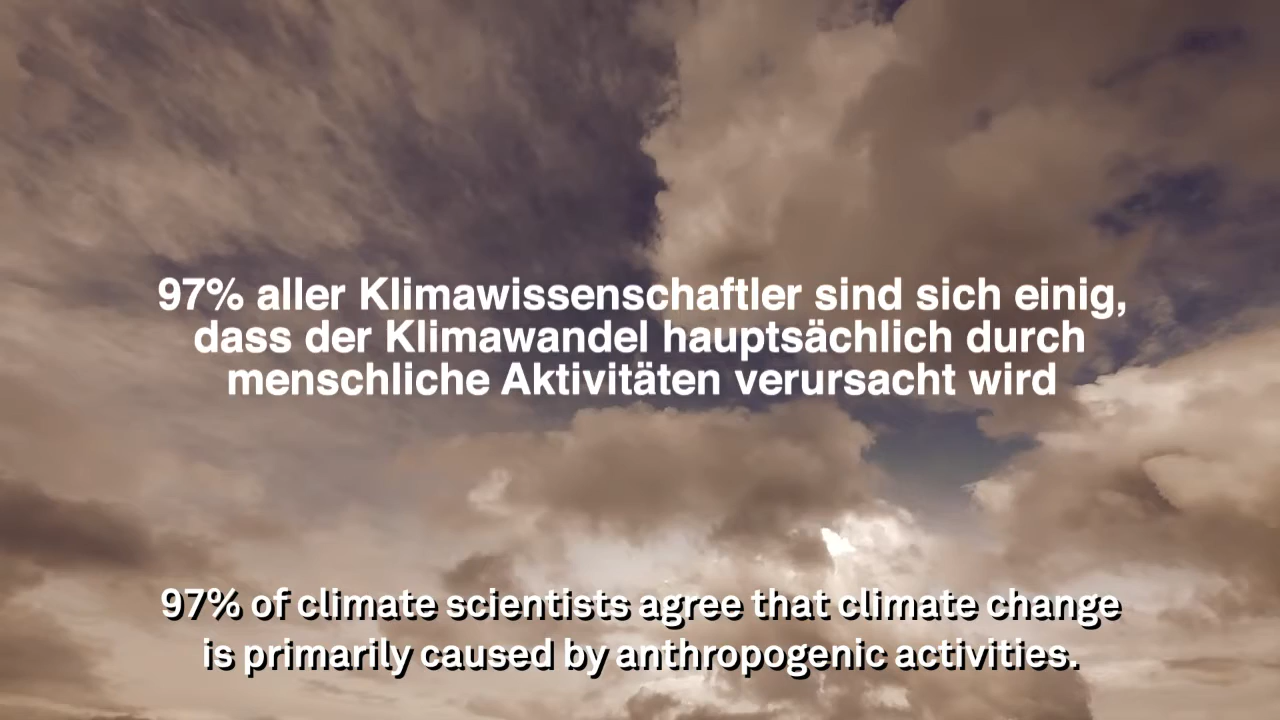 97% aller Klimawissenschaftler sind sich einig,
dass der Klimawandel hauptsächlich durch
menschliche Aktivitäten verursacht wird
97% of climate scientists agree that climate change
is primarily caused by anthropogenic activities.